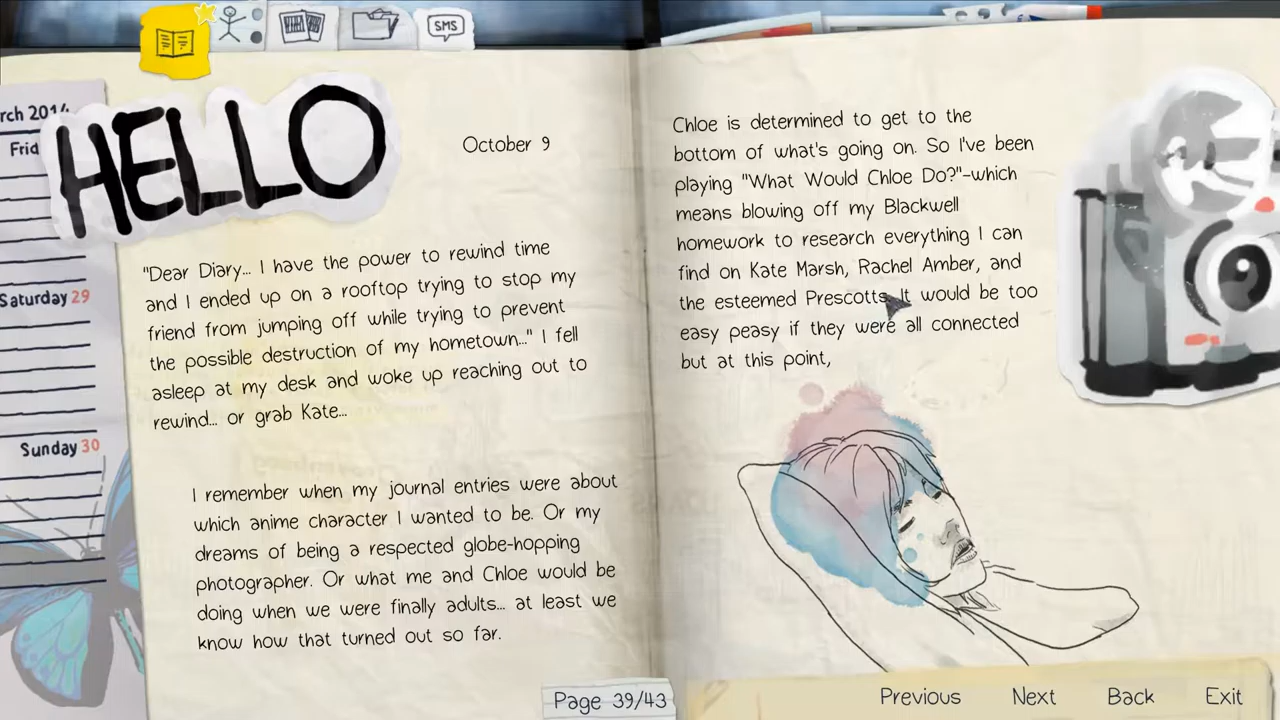 SMS
rch 2014
Frid
Saturday 29
Sunday 30
HELLO
October 9
"Dear Diary... I have the power to rewind time
and I ended up on a rooftop trying to stop my
friend from jumping off while trying to prevent
the possible destruction of my hometown..." I fell
asleep at my desk and woke up reaching out to
rewind... or grab Kate...
I remember when my journal entries were about
which anime character I wanted to be. Or my
dreams of being a respected globe-hopping
photographer. Or what me and Chloe would be
doing when we were finally adults... at least we
know how that turned out so far.
Chloe is determined to get to the
bottom of what's going on. So I've been
playing "What Would Chloe Do?"-which
means blowing off my Blackwell
homework to research everything I can
find on Kate Marsh, Rachel Amber, and
the esteemed Prescotts. It would be too
easy peasy if they were all connected
but at this point,
Page 39/43
Previous Next Back Exit